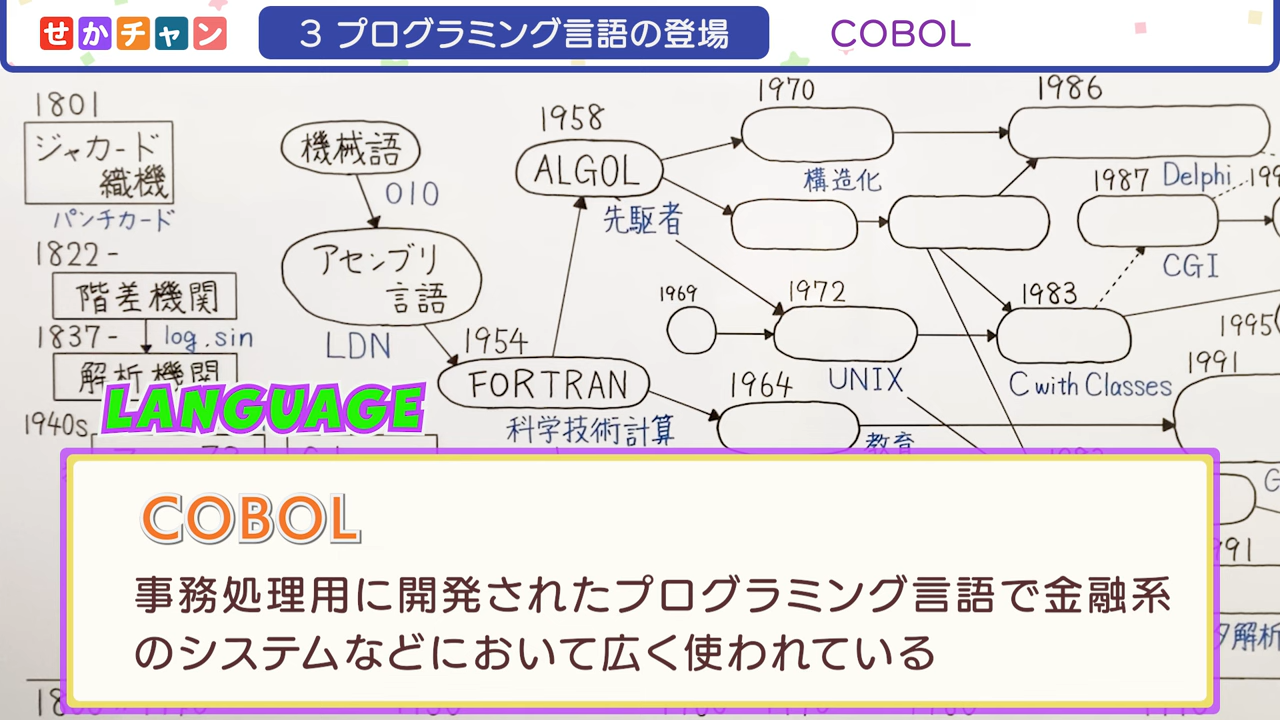 せかチャン
3 プログラミング言語の登場
COBOL
1801
ジャカード
織機
パンチカード
1822-
階差機関
1837-
log.sin
解析機関
1940s
機械語
010
アセンブリ
言語
LDN
1954
FORTRAN
科学技術計算
1958
ALGOL
先駆者
1970
構造化
1986
1987
Delphi
CGI
1969
1972
UNIX
1983
C with Classes
1964
教育
1995
1991
LANGUAGE
COBOL
事務処理用に開発されたプログラミング言語で金融系
のシステムなどにおいて広く使われている